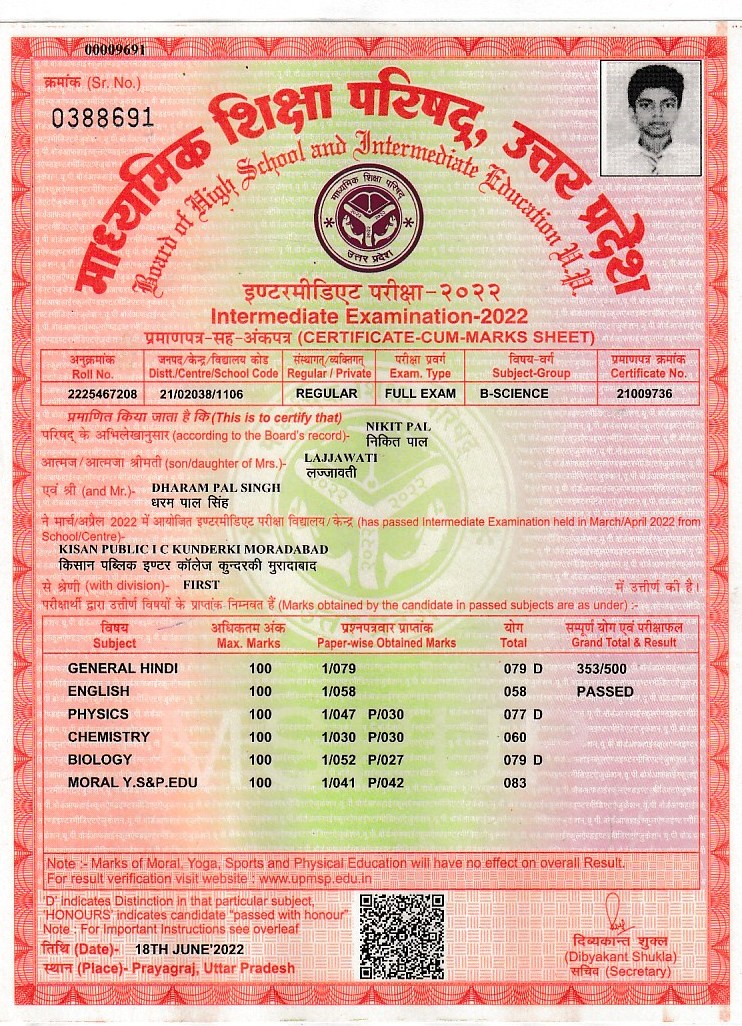 00009691
क्रमांक (Sr. No.)
0388691
माध्यमिक शिक्षा परिषद्, उत्तर प्रदेश
Board of High School and Intermediate Education U.P.
माध्यमिक शिक्षा परिषद
उत्तर प्रदेश
इण्टरमीडिएट परीक्षा-२०२२
Intermediate Examination-2022
प्रमाणपत्र-सह-अंकपत्र (CERTIFICATE-CUM-MARKS SHEET)
अनुक्रमांक जनपद/केन्द्र/विद्यालय कोड संस्थागत/व्यक्तिगत परीक्षा प्रवर्ग विषय-वर्ग प्रमाणपत्र क्रमांक
Roll No. Distt./Centre/School Code Regular / Private Exam. Type Subject-Group Certificate No.
2225467208 21/02038/1106 REGULAR FULL EXAM B-SCIENCE 21009736
प्रमाणित किया जाता है कि (This is to certify that)
NIKIT PAL
परिषद् के अभिलेखानुसार (according to the Board's record)- निकित पाल
LAJJAWATI
आत्मज/आत्मजा श्रीमती (son/daughter of Mrs.)- लज्जावती
DHARAM PAL SINGH
एवं श्री (and Mr.)- धरम पाल सिंह
ने मार्च/अप्रैल 2022 में आयोजित इण्टरमीडिएट परीक्षा विद्यालय/केन्द्र (has passed Intermediate Examination held in March/April 2022 from
School/Centre)-
KISAN PUBLIC I C KUNDERKI MORADABAD
किसान पब्लिक इण्टर कॉलेज कुन्दरकी मुरादाबाद
से श्रेणी (with division)- FIRST में उत्तीर्ण की है।
परीक्षार्थी द्वारा उत्तीर्ण विषयों के प्राप्तांक निम्नवत हैं (Marks obtained by the candidate in passed subjects are as under) :-
विषय अधिकतम अंक प्रश्नपत्रवार प्राप्तांक योग सम्पूर्ण योग एवं परीक्षाफल
Subject Max. Marks Paper-wise Obtained Marks Total Grand Total & Result
GENERAL HINDI 100 1/079 079 D 353/500
ENGLISH 100 1/058 058 PASSED
PHYSICS 100 1/047 P/030 077 D
CHEMISTRY 100 1/030 P/030 060
BIOLOGY 100 1/052 P/027 079 D
MORAL Y.S&P.EDU 100 1/041 P/042 083
Note :- Marks of Moral, Yoga, Sports and Physical Education will have no effect on overall Result.
For result verification visit website : www.upmsp.edu.in
'D' indicates Distinction in that particular subject,
'HONOURS' indicates candidate "passed with honour"
Note : For Important Instructions see overleaf
तिथि (Date)- 18TH JUNE'2022
स्थान (Place)- Prayagraj, Uttar Pradesh
दिव्यकान्त शुक्ल
(Dibyakant Shukla)
सचिव (Secretary)